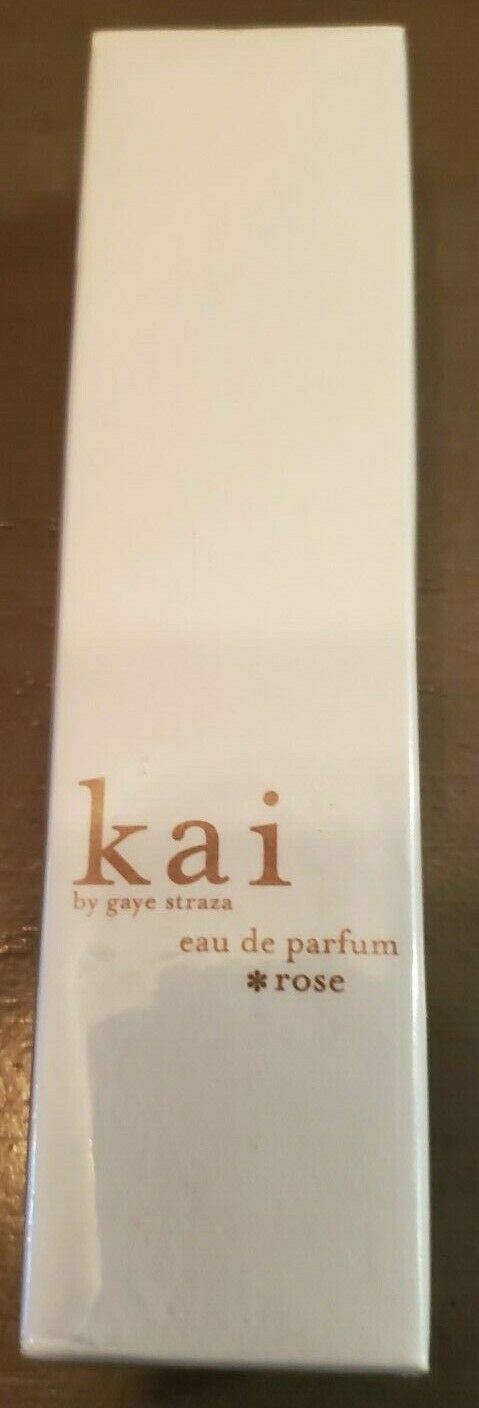 kai
by gaye straza
eau de parfum
*rose